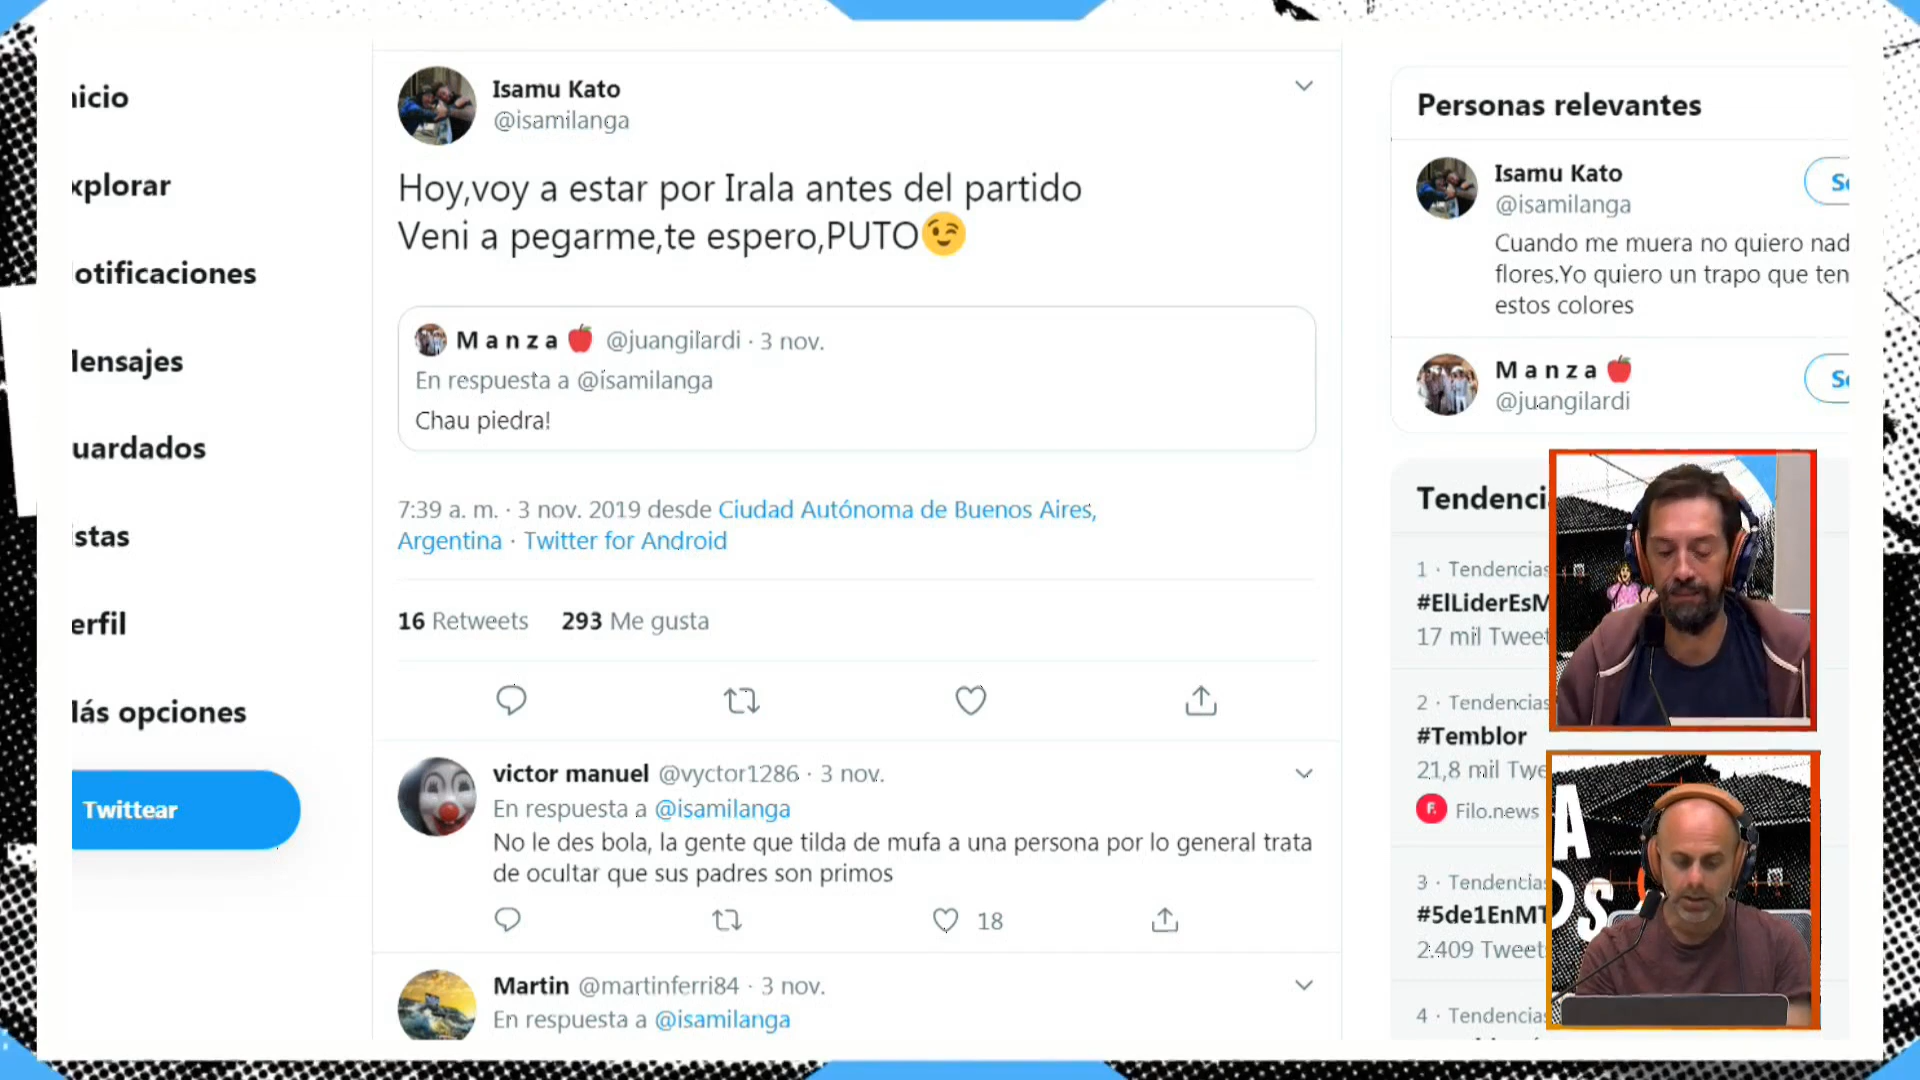 nicio
xplorar
otificaciones
ensajes
uardados
stas
erfil
ás opciones
Twittear
Isamu Kato
@isamilanga
Hoy,voy a estar por Irala antes del partido
Veni a pegarme,te espero,PUTO😉
M a n z a 🍎 @juangilardi · 3 nov.
En respuesta a @isamilanga
Chau piedra!
7:39 a. m. · 3 nov. 2019 desde Ciudad Autónoma de Buenos Aires,
Argentina · Twitter for Android
16 Retweets 293 Me gusta
victor manuel @vyctor1286 · 3 nov.
En respuesta a @isamilanga
No le des bola, la gente que tilda de mufa a una persona por lo general trata
de ocultar que sus padres son primos
18
Martin @martinferri84 · 3 nov.
En respuesta a @isamilanga
Personas relevantes
Isamu Kato
@isamilanga
Se
Cuando me muera no quiero nad
flores.Yo quiero un trapo que ten
estos colores
M a n z a 🍎
@juangilardi
Se
Tendencia
1 · Tendencias
#ElLiderEsM
17 mil Tweet
2 · Tendencias
#Temblor
21,8 mil Twe
Filo.news
3 · Tendencias
#5de1EnMT
2.409 Tweet
4 · Tendencias